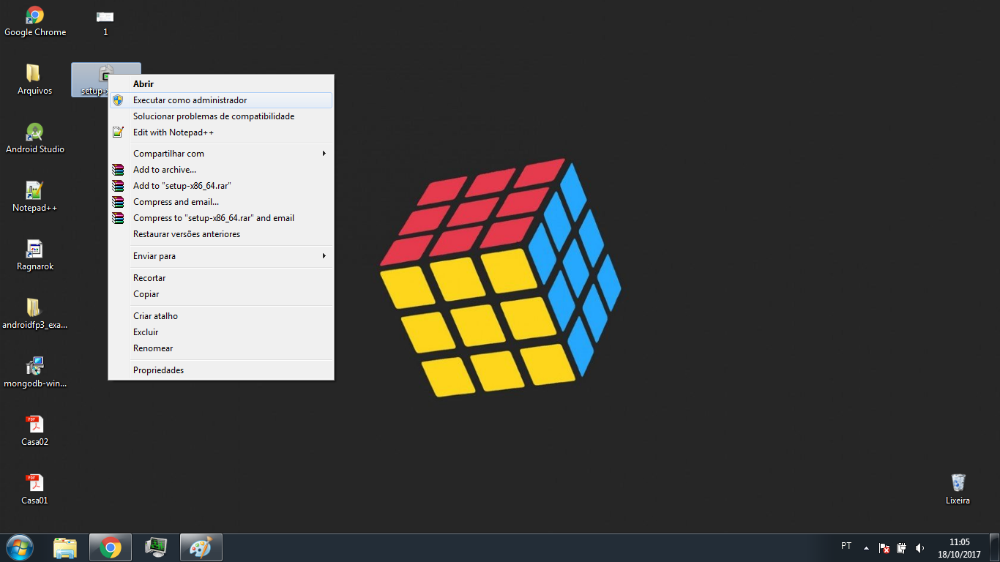 Google Chrome
1
Arquivos
setup-x
Android Studio
Notepad++
Ragnarok
androidfp3_exa...
mongodb-win...
Casa02
Casa01
Abrir
Executar como administrador
Solucionar problemas de compatibilidade
Edit with Notepad++
Compartilhar com
Add to archive...
Add to "setup-x86_64.rar"
Compress and email...
Compress to "setup-x86_64.rar" and email
Restaurar versões anteriores
Enviar para
Recortar
Copiar
Criar atalho
Excluir
Renomear
Propriedades
Lixeira
PT
11:05
18/10/2017